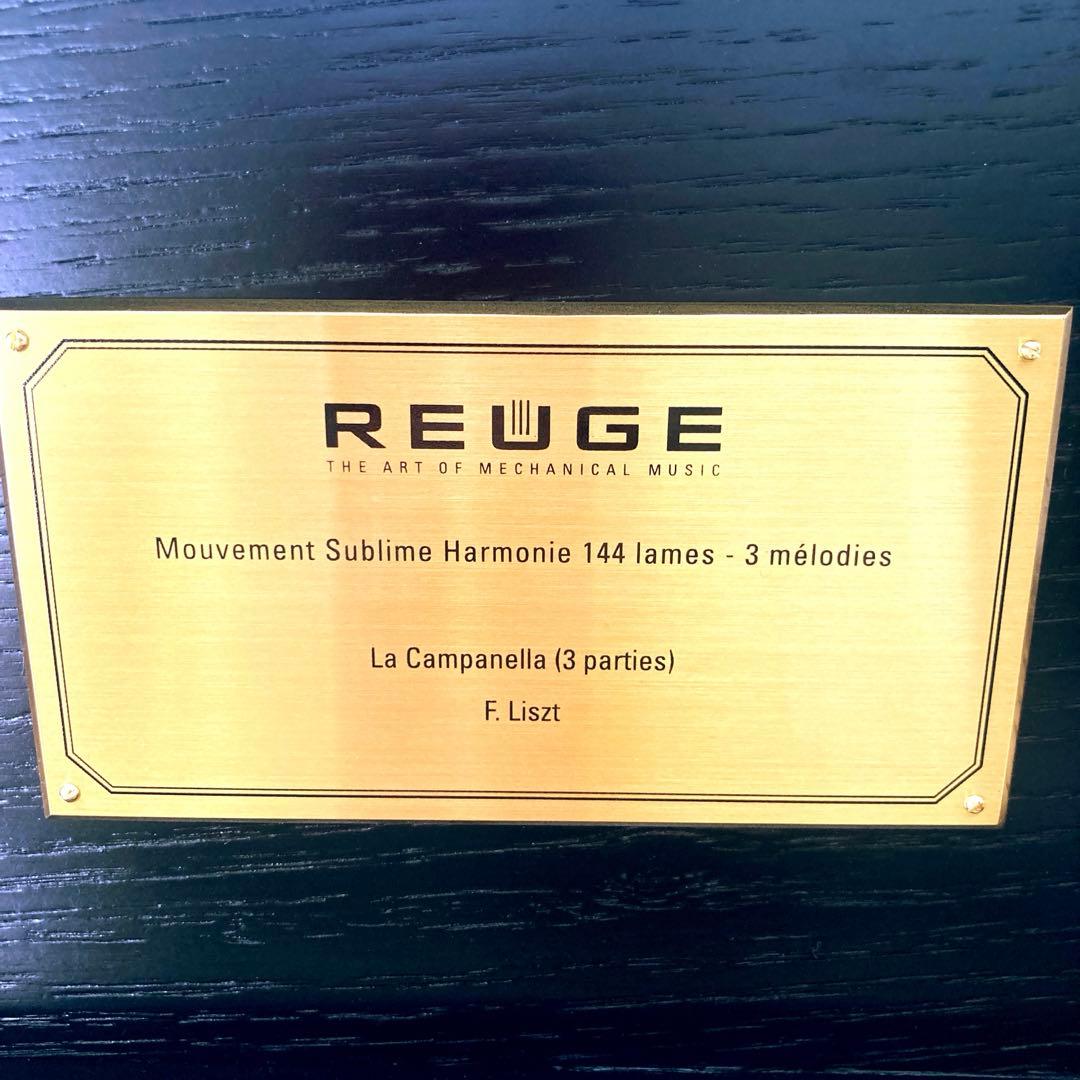 REUGE
THE ART OF MECHANICAL MUSIC
Mouvement Sublime Harmonie 144 lames - 3 mélodies
La Campanella (3 parties)
F. Liszt